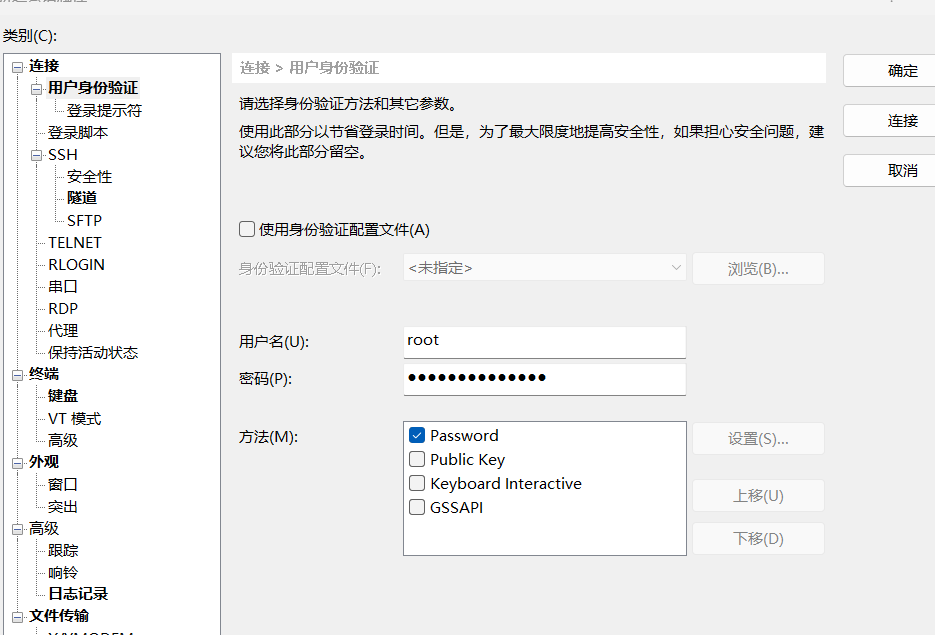 类别(C):
连接
用户身份验证
登录提示符
登录脚本
SSH
安全性
隧道
SFTP
TELNET
RLOGIN
串口
RDP
代理
保持活动状态
终端
键盘
VT 模式
高级
外观
窗口
突出
高级
跟踪
响铃
日志记录
文件传输
连接 > 用户身份验证
请选择身份验证方法和其它参数。
使用此部分以节省登录时间。但是，为了最大限度地提高安全性，如果担心安全问题，建
议您将此部分留空。
使用身份验证配置文件(A)
身份验证配置文件(F):
<未指定>
浏览(B)...
用户名(U):
root
密码(P):
●●●●●●●●●●●●●●
方法(M):
Password
Public Key
Keyboard Interactive
GSSAPI
设置(S)...
上移(U)
下移(D)
确定
连接
取消